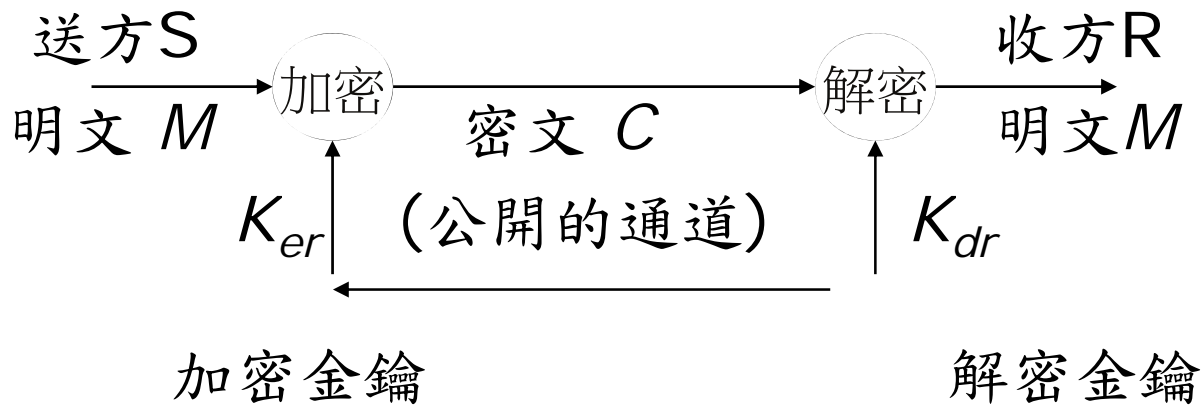 送方S
收方R
加密
解密
明文 M
密文 C
明文M
Ker
(公開的通道)
Kdr
加密金鑰
解密金鑰